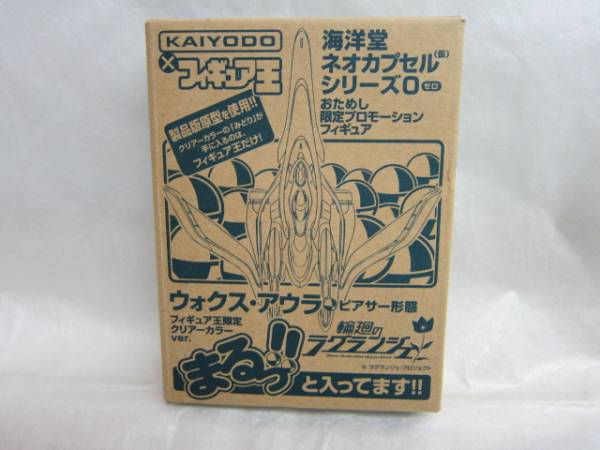 KAIYODO
×フィギュア王
海洋堂
ネオカプセル(仮)
シリーズ0ゼロ
おためし
限定プロモーション
フィギュア
製品版原型を使用!!
クリアーカラーの「みどり」が
手に入るのは、
フィギュア王だけ!
ウォクス・アウラ ピアサー形態
フィギュア王限定
クリアーカラー
ver.
輪廻の
ラグランジェ
© ラグランジェ・プロジェクト
まるっ!!
と入ってます!!